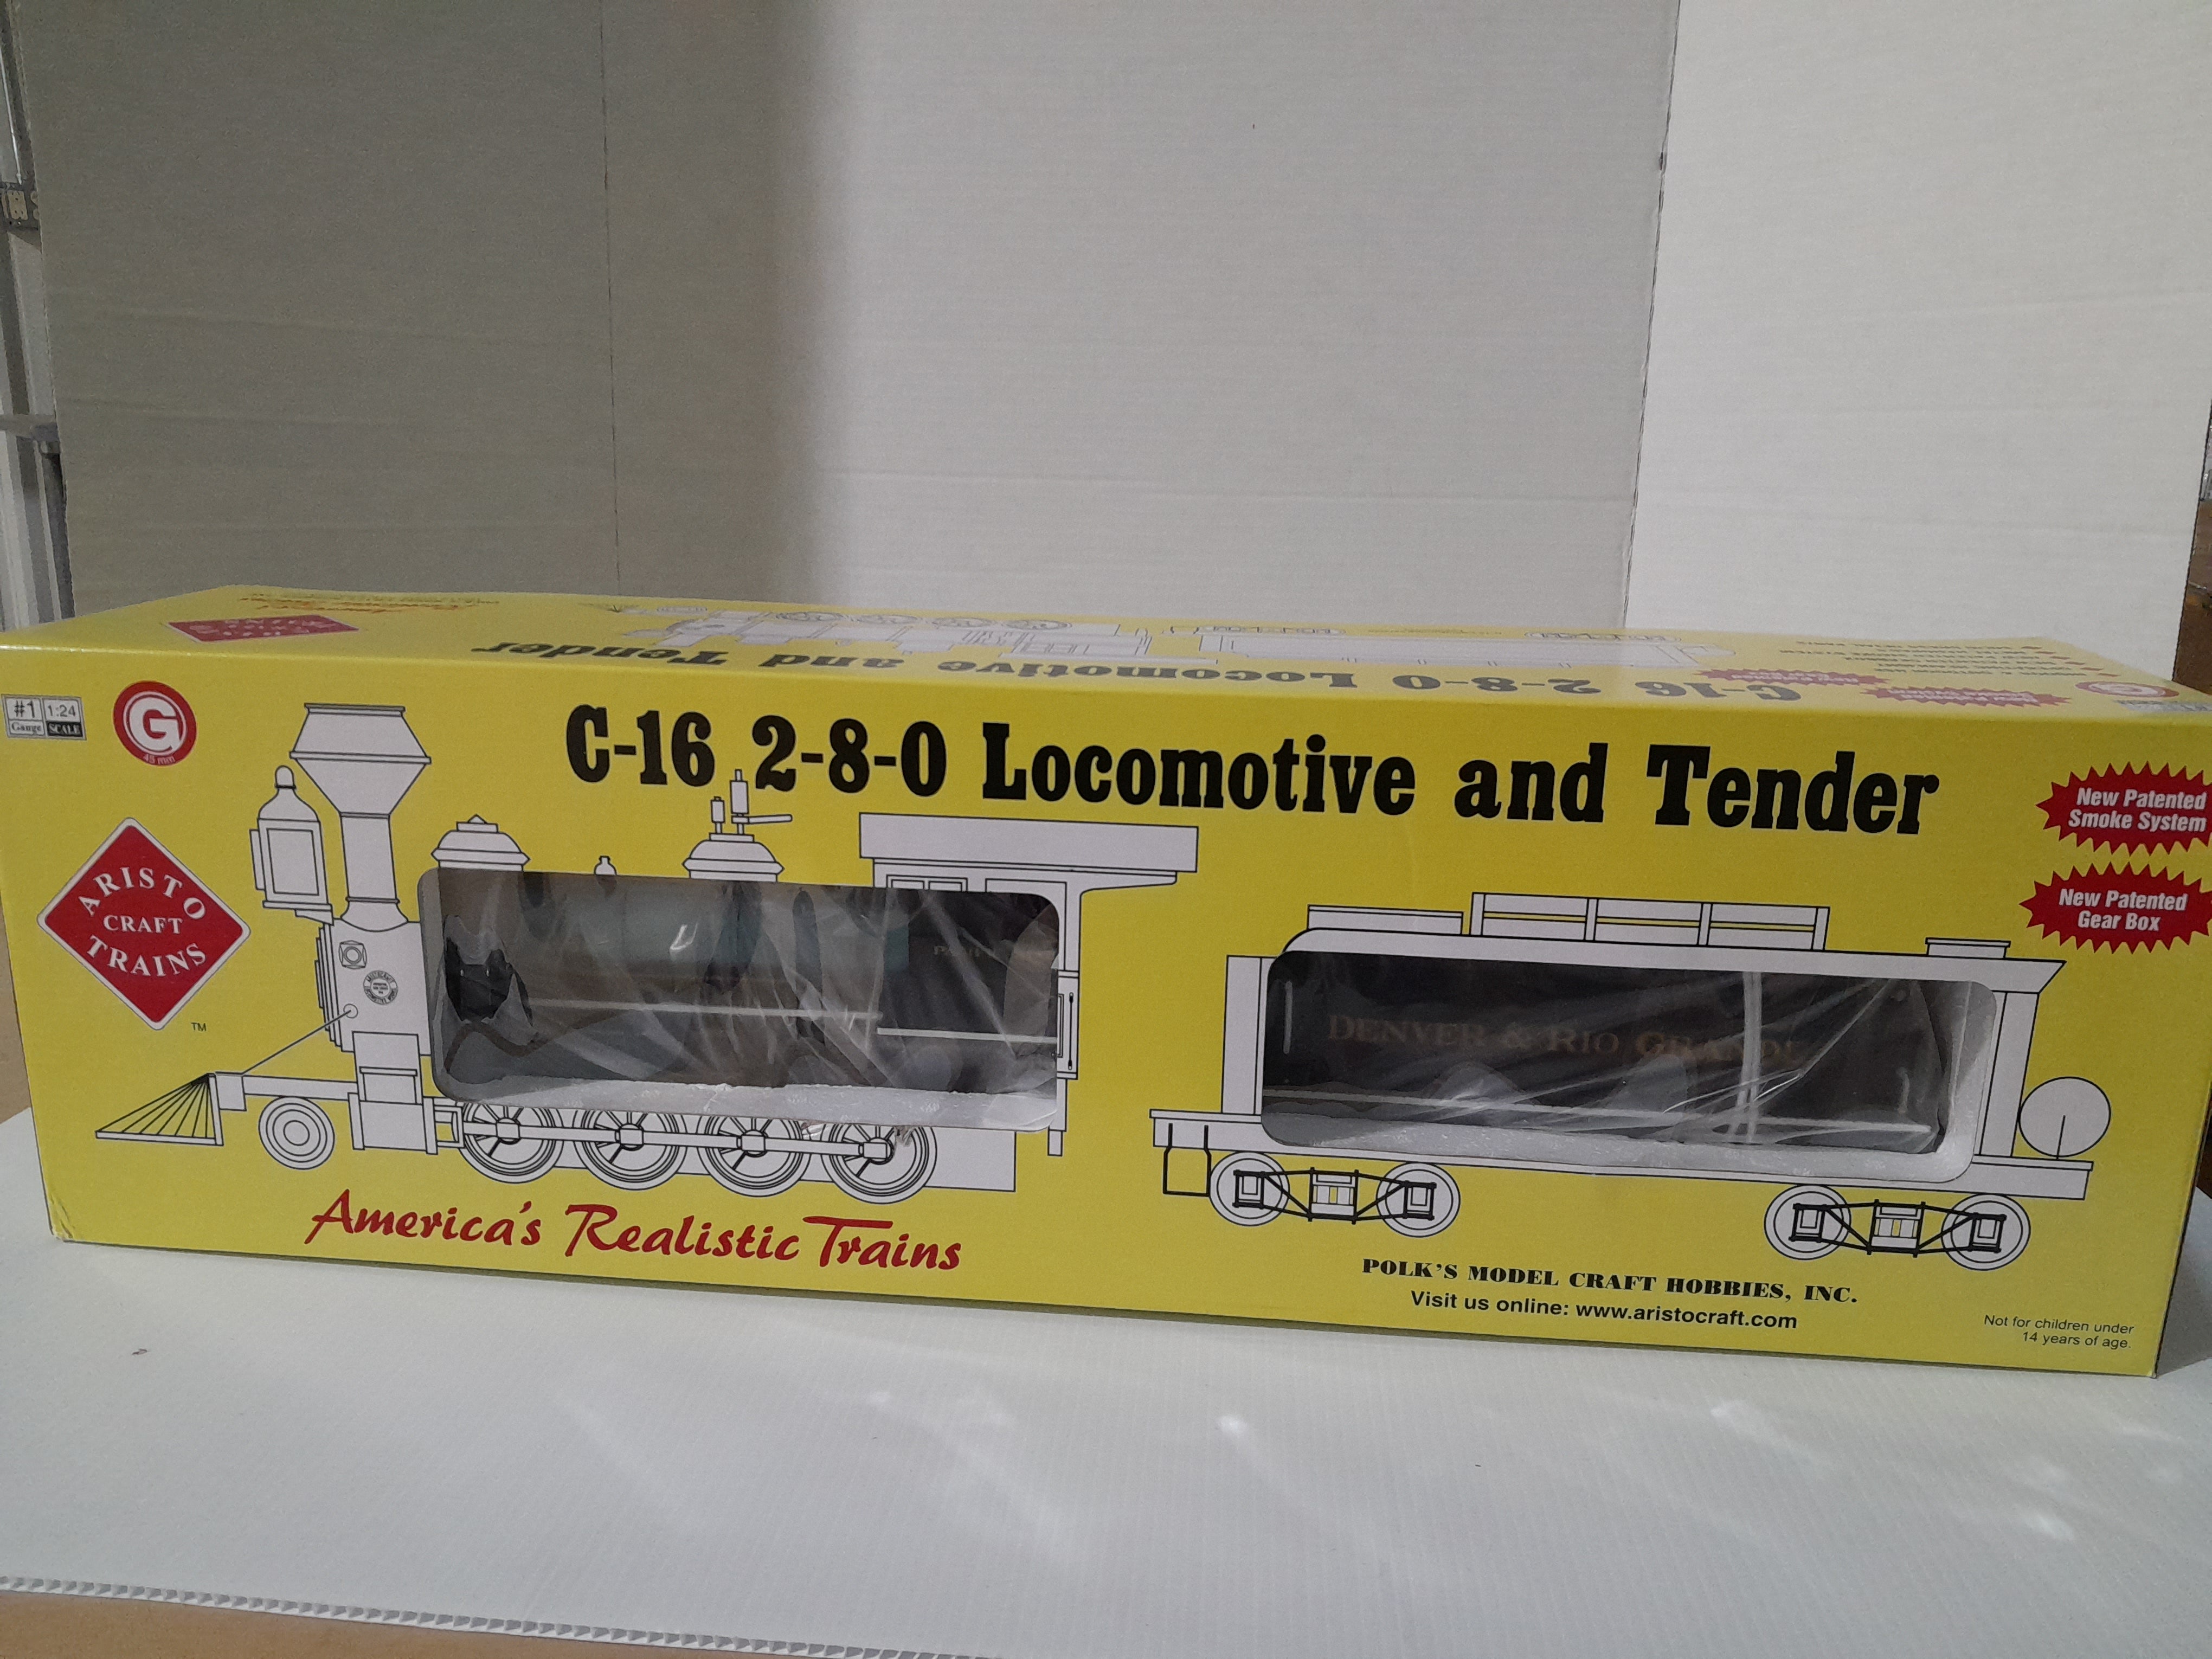 C-16 2-8-0 Locomotive and Tender
#1
Gauge
1:24
SCALE
G
45 mm
C-16 2-8-0 Locomotive and Tender
New Patented
Smoke System
New Patented
Gear Box
ARISTO
CRAFT
TRAINS
TM
DENVER & RIO GRANDE
America's Realistic Trains
POLK'S MODEL CRAFT HOBBIES, INC.
Visit us online: www.aristocraft.com
Not for children under
14 years of age.